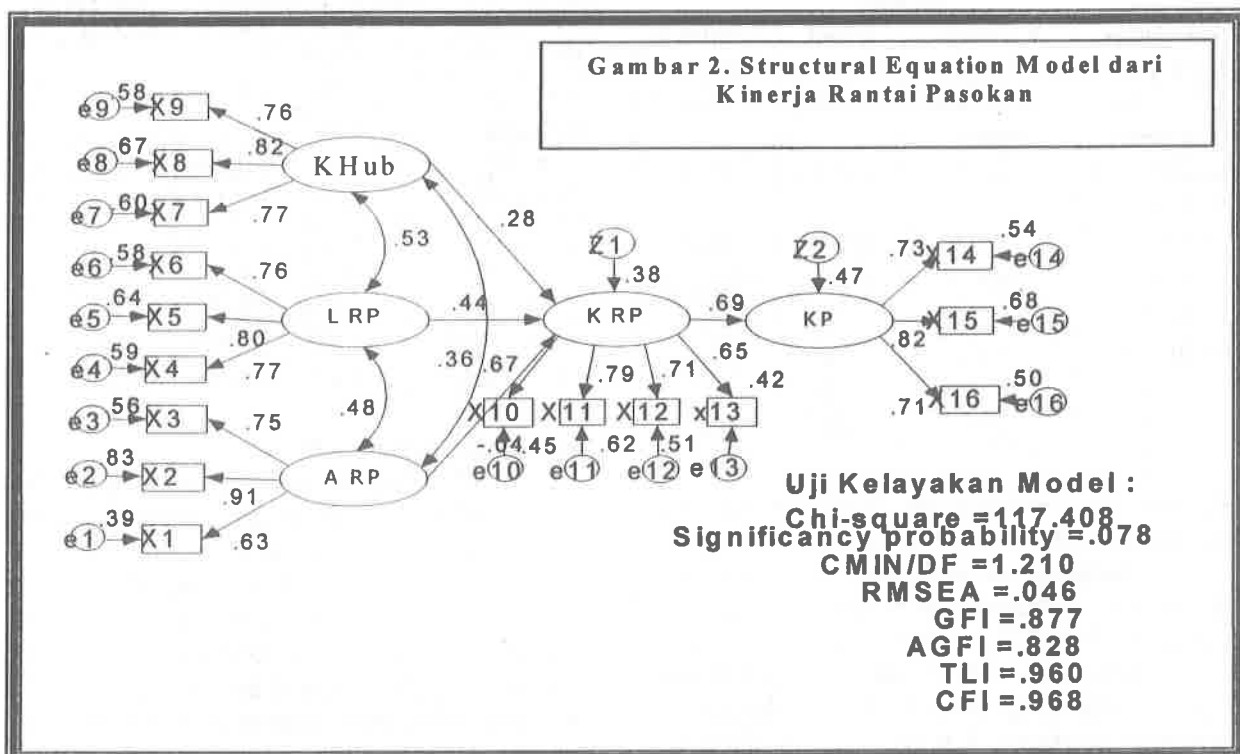 Gambar 2. Structural Equation Model dari
Kinerja Rantai Pasokan
e9 .58 X9 .76
e8 .67 X8 .82
KHub
e7 .60 X7 .77
.53
.28
e6 .58 X6 .76
e5 .64 X5 .80
LRP
.44
e4 .59 X4 .77
.36
.48
e3 .56 X3 .75
e2 .83 X2 .91
ARP
e1 .39 X1 .63
Z1
.38
KRP
.69
.67 .79 .71 .65
.42
X10 X11 X12 x13
-.04 .45 .62 .51
e10 e11 e12 e13
Z2
.47
KP
.73 X14 .54 e14
.82 X15 .68 e15
.71 X16 .50 e16
Uji Kelayakan Model :
Chi-square =117.408
Significancy probability =.078
CMIN/DF =1.210
RMSEA =.046
GFI =.877
AGFI =.828
TLI =.960
CFI =.968